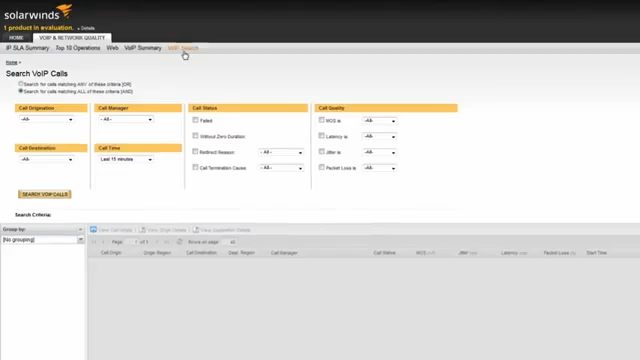 solarwinds
1 product in evaluation. » Details
HOME VOIP & NETWORK QUALITY
IP SLA Summary Top 10 Operations Web VoIP Summary VoIP Search
Home »
Search VoIP Calls
Search for calls matching ANY of these criteria [OR]
Search for calls matching ALL of these criteria [AND]
Call Origination Call Manager Call Status Call Quality
-All- - All - Failed MOS is -All-
Without Zero Duration Latency is -All-
Call Destination Call Time Redirect Reason - All - Jitter is -All-
-All- Last 15 minutes Call Termination Cause - All - Packet Loss is -All-
SEARCH VOIP CALLS
Search Criteria:
Group by: View Call Details View Origin Details
[No grouping] Page 1 of 1 Rows on page 40
Call Origin Origin Region Call Destination Dest. Region Call Manager Call Status MOS Jitter Latency Packet Loss Start Time